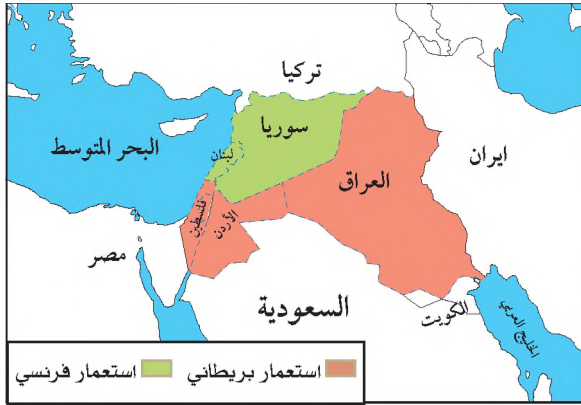 تركيا
سوريا
البحر المتوسط
لبنان
ايران
العراق
فلسطين
الأردن
مصر
الكويت
السعودية
الخليج العربي
استعمار بريطاني
استعمار فرنسي